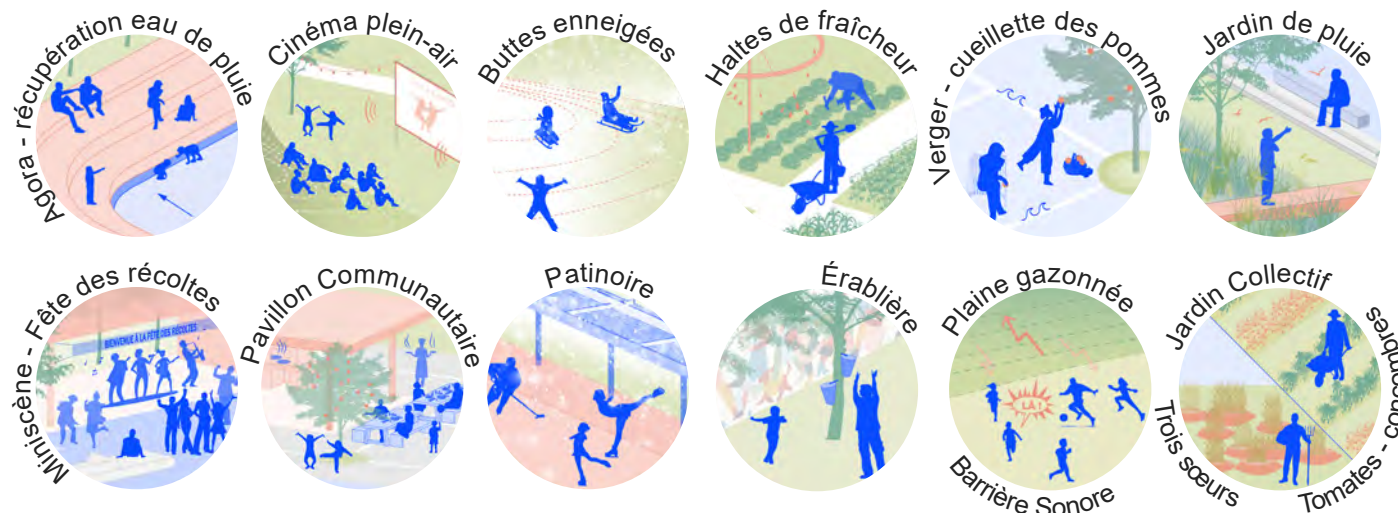 Agora - récupération eau de pluie
Cinéma plein-air
Buttes enneigées
Haltes de fraîcheur
Verger - cueillette des pommes
Jardin de pluie
Miniscène - Fête des récoltes
BIENVENUE À LA FÊTE DES RÉCOLTES
Pavillon Communautaire
Patinoire
Érablière
Plaine gazonnée
LÀ !
Barrière Sonore
Jardin Collectif
Trois sœurs
Tomates - concombres